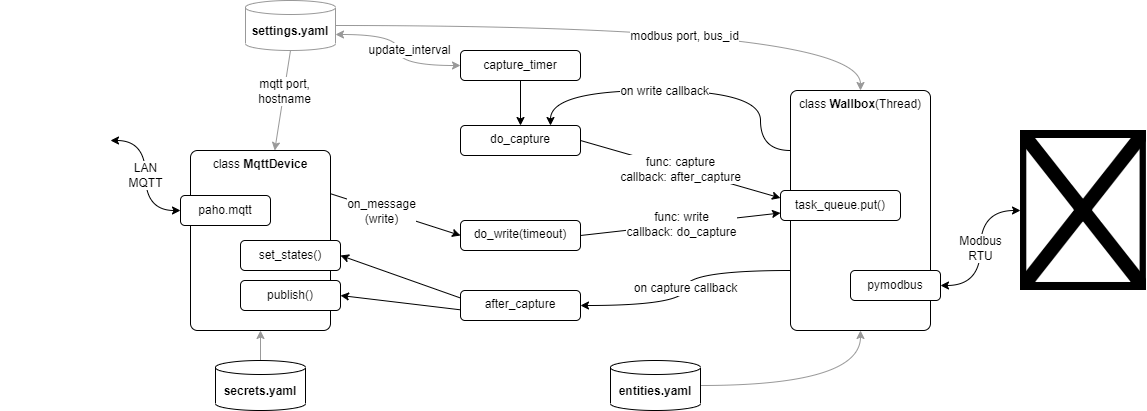 settings.yaml
modbus port, bus_id
update_interval
capture_timer
mqtt port,
hostname
on write callback
class Wallbox(Thread)
do_capture
class MqttDevice
LAN
MQTT
func: capture
callback: after_capture
paho.mqtt
on_message
(write)
task_queue.put()
func: write
callback: do_capture
do_write(timeout)
Modbus
RTU
set_states()
pymodbus
publish()
after_capture
on capture callback
secrets.yaml
entities.yaml